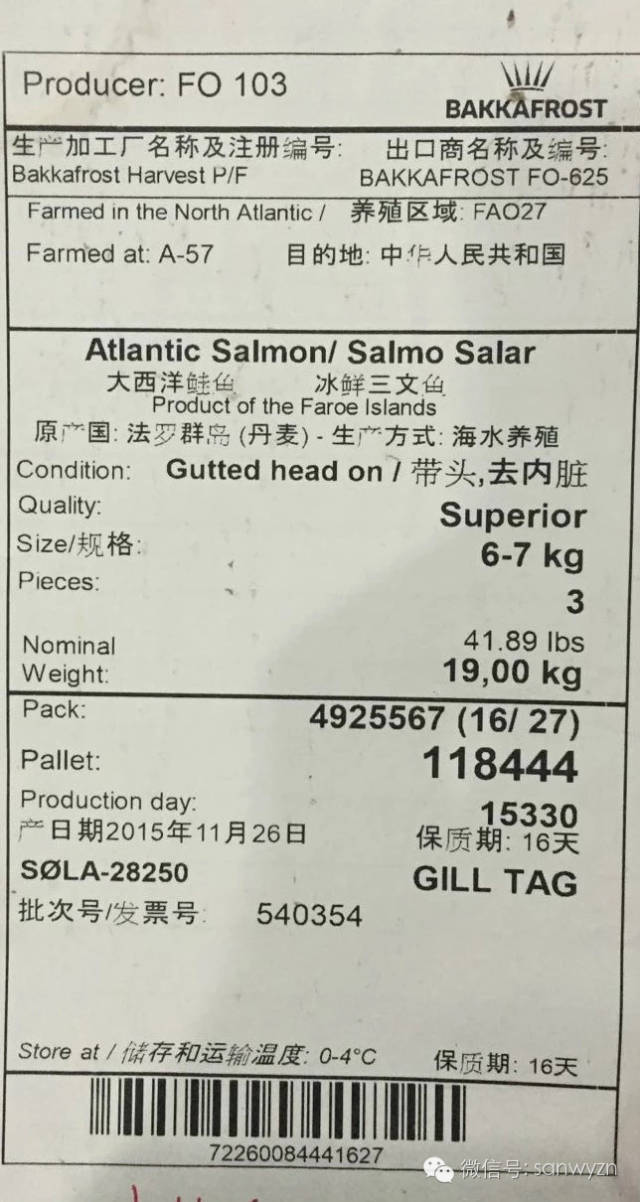 Producer: FO 103
BAKKAFROST
生产加工厂名称及注册编号: 出口商名称及编号:
Bakkafrost Harvest P/F BAKKAFROST FO-625
Farmed in the North Atlantic / 养殖区域: FAO27
Farmed at: A-57 目的地: 中华人民共和国
Atlantic Salmon/ Salmo Salar
大西洋鲑鱼 冰鲜三文鱼
Product of the Faroe Islands
原产国: 法罗群岛 (丹麦) - 生产方式: 海水养殖
Condition: Gutted head on / 带头,去内脏
Quality: Superior
Size/规格: 6-7 kg
Pieces: 3
Nominal 41.89 lbs
Weight: 19,00 kg
Pack: 4925567 (16/ 27)
Pallet: 118444
Production day: 15330
产日期2015年11月26日 保质期: 16天
SØLA-28250 GILL TAG
批次号/发票号: 540354
Store at / 储存和运输温度: 0-4°C 保质期: 16天
72260084441627
微信号: sanwyzn